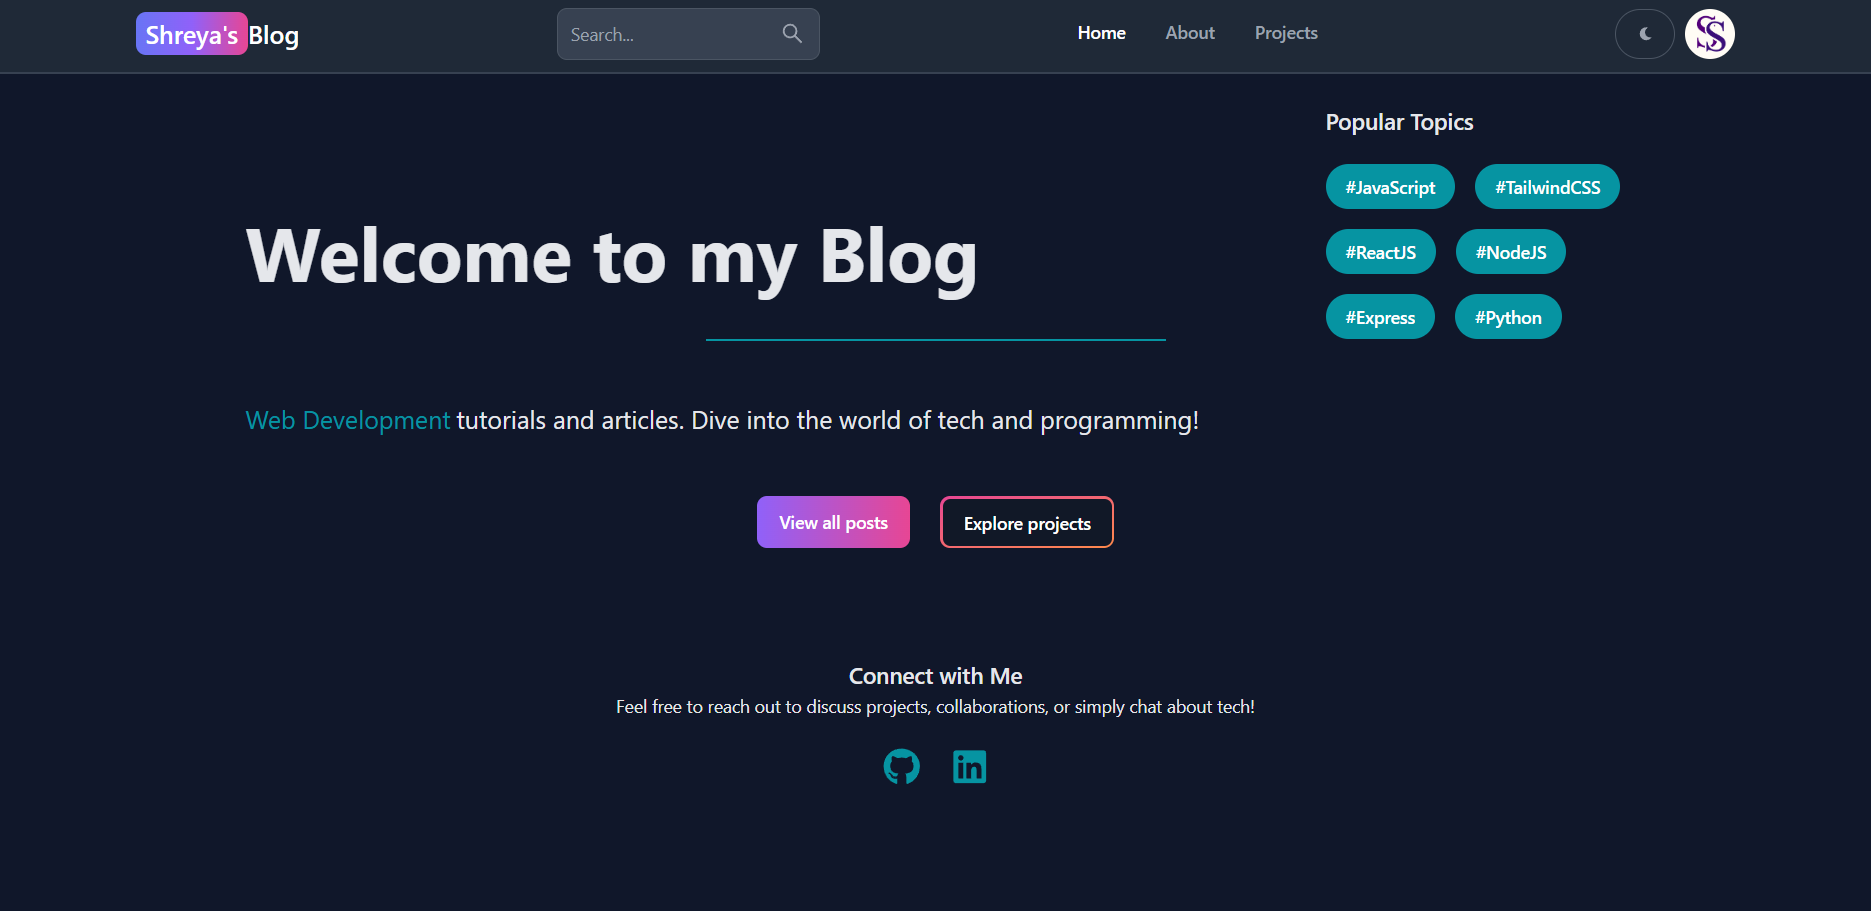 Shreya's Blog
Search...
Home About Projects
SS
Popular Topics
#JavaScript #TailwindCSS
#ReactJS #NodeJS
#Express #Python
Welcome to my Blog
Web Development tutorials and articles. Dive into the world of tech and programming!
View all posts Explore projects
Connect with Me
Feel free to reach out to discuss projects, collaborations, or simply chat about tech!
in